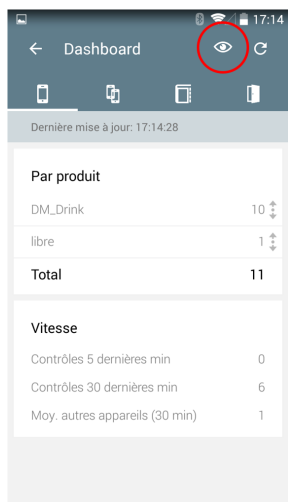 17:14
Dashboard
Dernière mise à jour: 17:14:28
Par produit
DM_Drink 10
libre 1
Total 11
Vitesse
Contrôles 5 dernières min 0
Contrôles 30 dernières min 6
Moy. autres appareils (30 min) 1